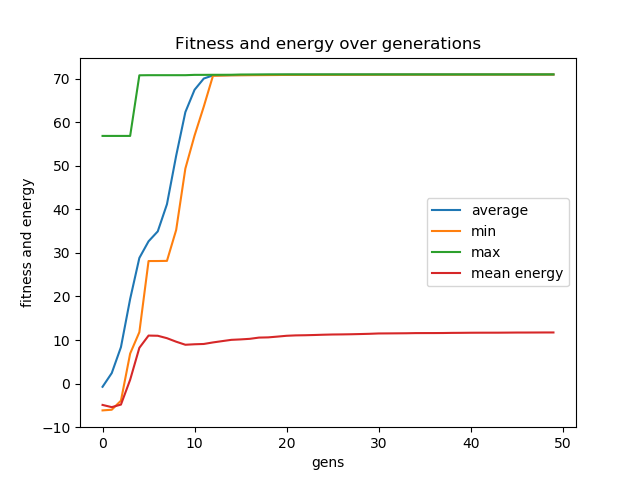 Fitness and energy over generations
fitness and energy
70
60
50
40
30
20
10
0
−10
average
min
max
mean energy
0 10 20 30 40 50
gens